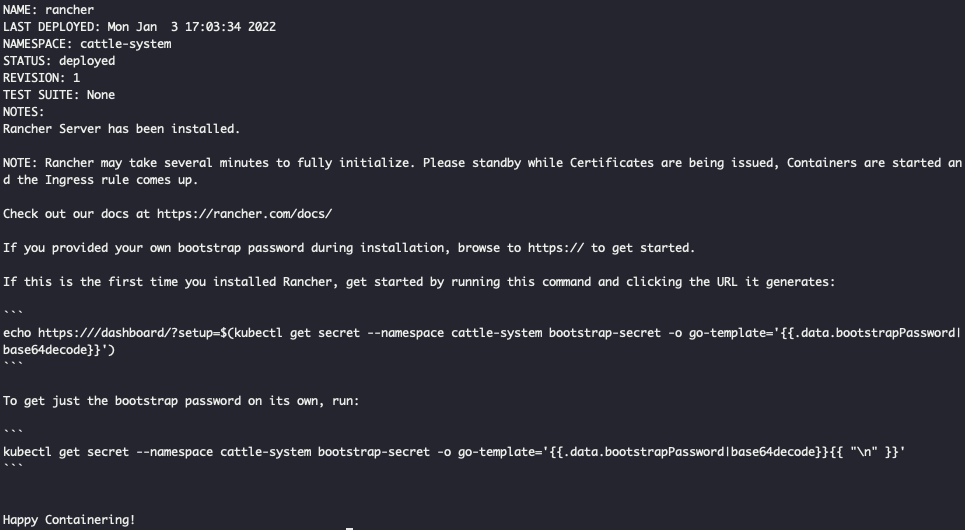 NAME: rancher
LAST DEPLOYED: Mon Jan  3 17:03:34 2022
NAMESPACE: cattle-system
STATUS: deployed
REVISION: 1
TEST SUITE: None
NOTES:
Rancher Server has been installed.
NOTE: Rancher may take several minutes to fully initialize. Please standby while Certificates are being issued, Containers are started an
d the Ingress rule comes up.
Check out our docs at https://rancher.com/docs/
If you provided your own bootstrap password during installation, browse to https:// to get started.
If this is the first time you installed Rancher, get started by running this command and clicking the URL it generates:
```
echo https:///dashboard/?setup=$(kubectl get secret --namespace cattle-system bootstrap-secret -o go-template='{{.data.bootstrapPassword|
base64decode}}')
```
To get just the bootstrap password on its own, run:
```
kubectl get secret --namespace cattle-system bootstrap-secret -o go-template='{{.data.bootstrapPassword|base64decode}}{{ "\n" }}'
```
Happy Containering!